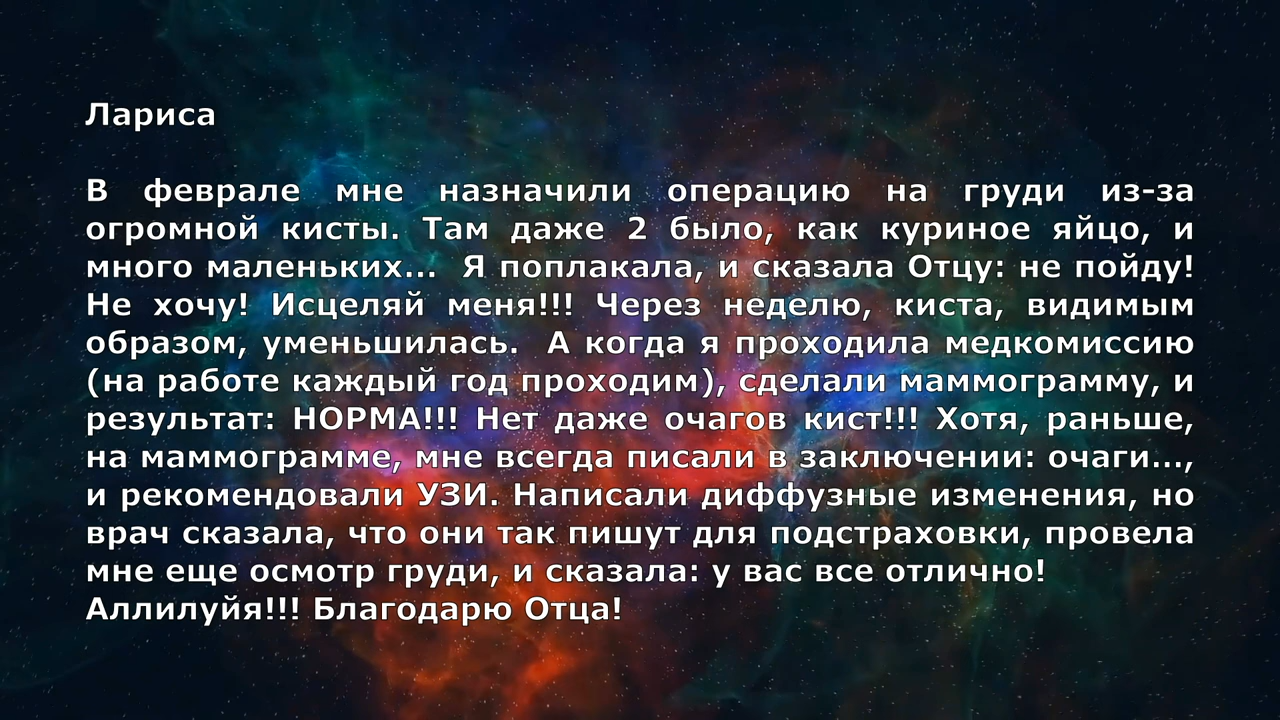 Лариса
В феврале мне назначили операцию на груди из-за
огромной кисты. Там даже 2 было, как куриное яйцо, и
много маленьких... Я поплакала, и сказала Отцу: не пойду!
Не хочу! Исцеляй меня!!! Через неделю, киста, видимым
образом, уменьшилась. А когда я проходила медкомиссию
(на работе каждый год проходим), сделали маммограмму, и
результат: НОРМА!!! Нет даже очагов кист!!! Хотя, раньше,
на маммограмме, мне всегда писали в заключении: очаги...,
и рекомендовали УЗИ. Написали диффузные изменения, но
врач сказала, что они так пишут для подстраховки, провела
мне еще осмотр груди, и сказала: у вас все отлично!
Аллилуйя!!! Благодарю Отца!